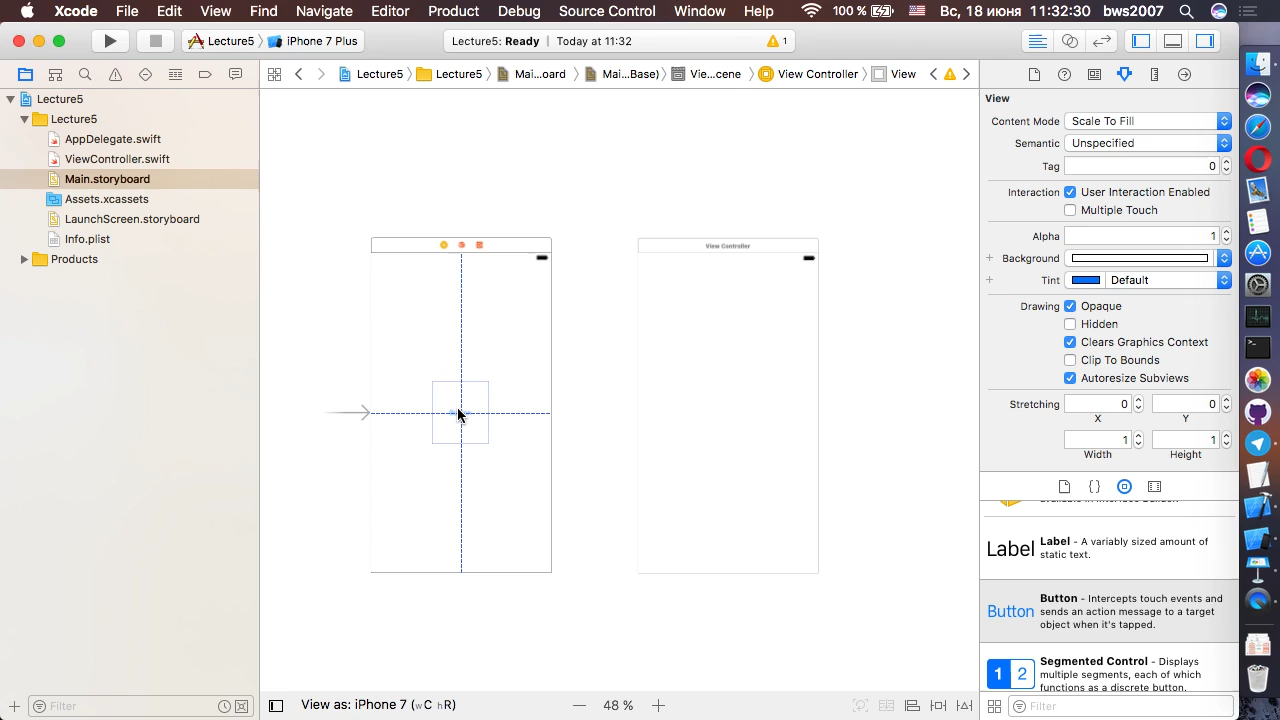 Xcode File Edit View Find Navigate Editor Product Debug Source Control Window Help 100 % Вс, 18 июня 11:32:30 bws2007
Lecture5 iPhone 7 Plus Lecture5: Ready Today at 11:32 1
Lecture5 Lecture5 Mai...oard Mai...Base) Vie...cene View Controller View
Lecture5
Lecture5
AppDelegate.swift
ViewController.swift
Main.storyboard
Assets.xcassets
LaunchScreen.storyboard
Info.plist
Products
View Controller
View
Content Mode Scale To Fill
Semantic Unspecified
Tag 0
Interaction User Interaction Enabled
Multiple Touch
Alpha 1
Background
Tint Default
Drawing Opaque
Hidden
Clears Graphics Context
Clip To Bounds
Autoresize Subviews
Stretching 0 0
X Y
1 1
Width Height
Label Label - A variably sized amount of
static text.
Button - Intercepts touch events and
Button sends an action message to a target
object when it's tapped.
Segmented Control - Displays
1 2 multiple segments, each of which
functions as a discrete button.
Filter View as: iPhone 7 (wC hR) 48 % Filter